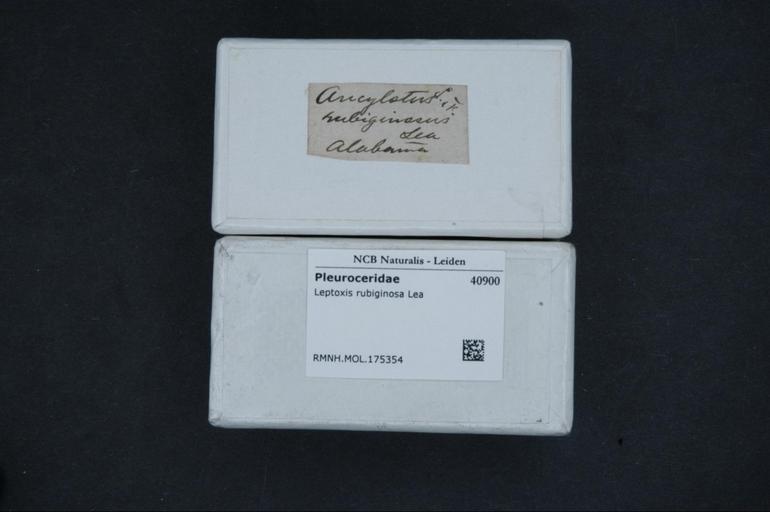 Ancylotus
rubiginosus
Lea
Alabama
NCB Naturalis - Leiden
Pleuroceridae 40900
Leptoxis rubiginosa Lea
RMNH.MOL.175354